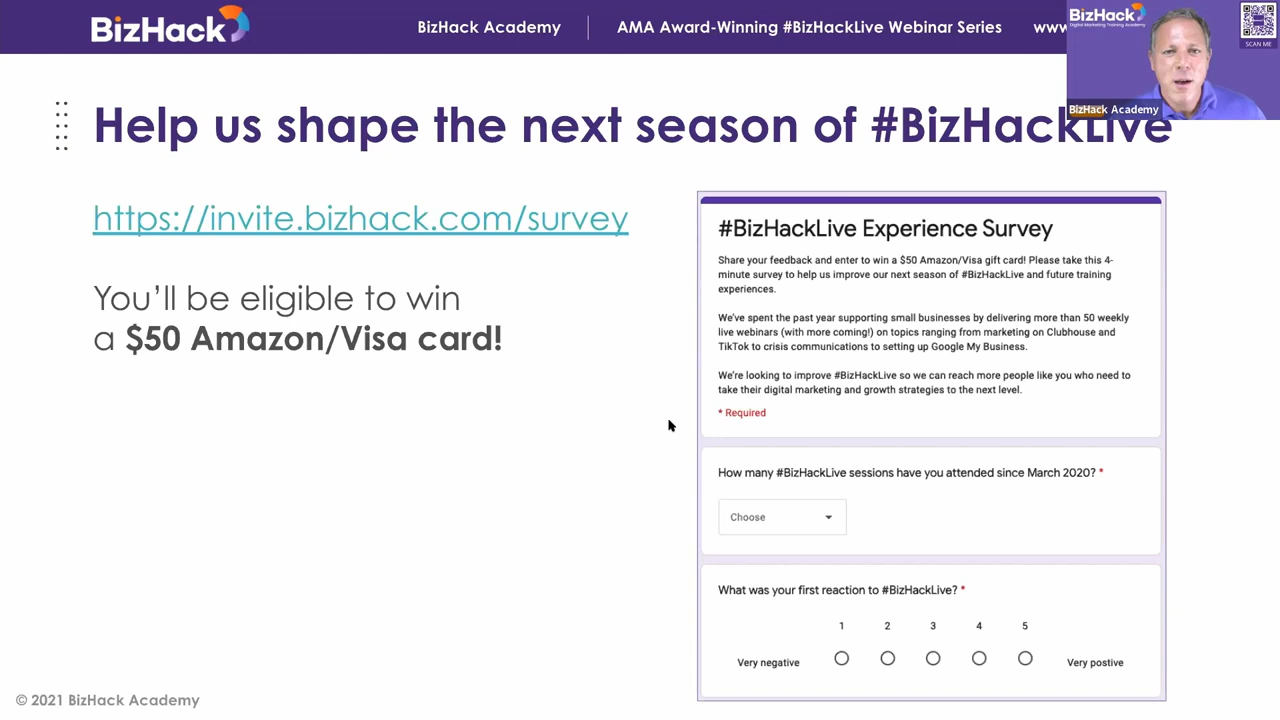 BizHack
BizHack Academy
AMA Award-Winning #BizHackLive Webinar Series
www
BizHack
Digital Marketing Training Academy
SCAN ME
BizHack Academy
Help us shape the next season of #BizHackLive
https://invite.bizhack.com/survey
You'll be eligible to win
a $50 Amazon/Visa card!
#BizHackLive Experience Survey
Share your feedback and enter to win a $50 Amazon/Visa gift card! Please take this 4-
minute survey to help us improve our next season of #BizHackLive and future training
experiences.
We've spent the past year supporting small businesses by delivering more than 50 weekly
live webinars (with more coming!) on topics ranging from marketing on Clubhouse and
TikTok to crisis communications to setting up Google My Business.
We're looking to improve #BizHackLive so we can reach more people like you who need to
take their digital marketing and growth strategies to the next level.
* Required
How many #BizHackLive sessions have you attended since March 2020? *
Choose
What was your first reaction to #BizHackLive? *
1 2 3 4 5
Very negative Very postive
© 2021 BizHack Academy